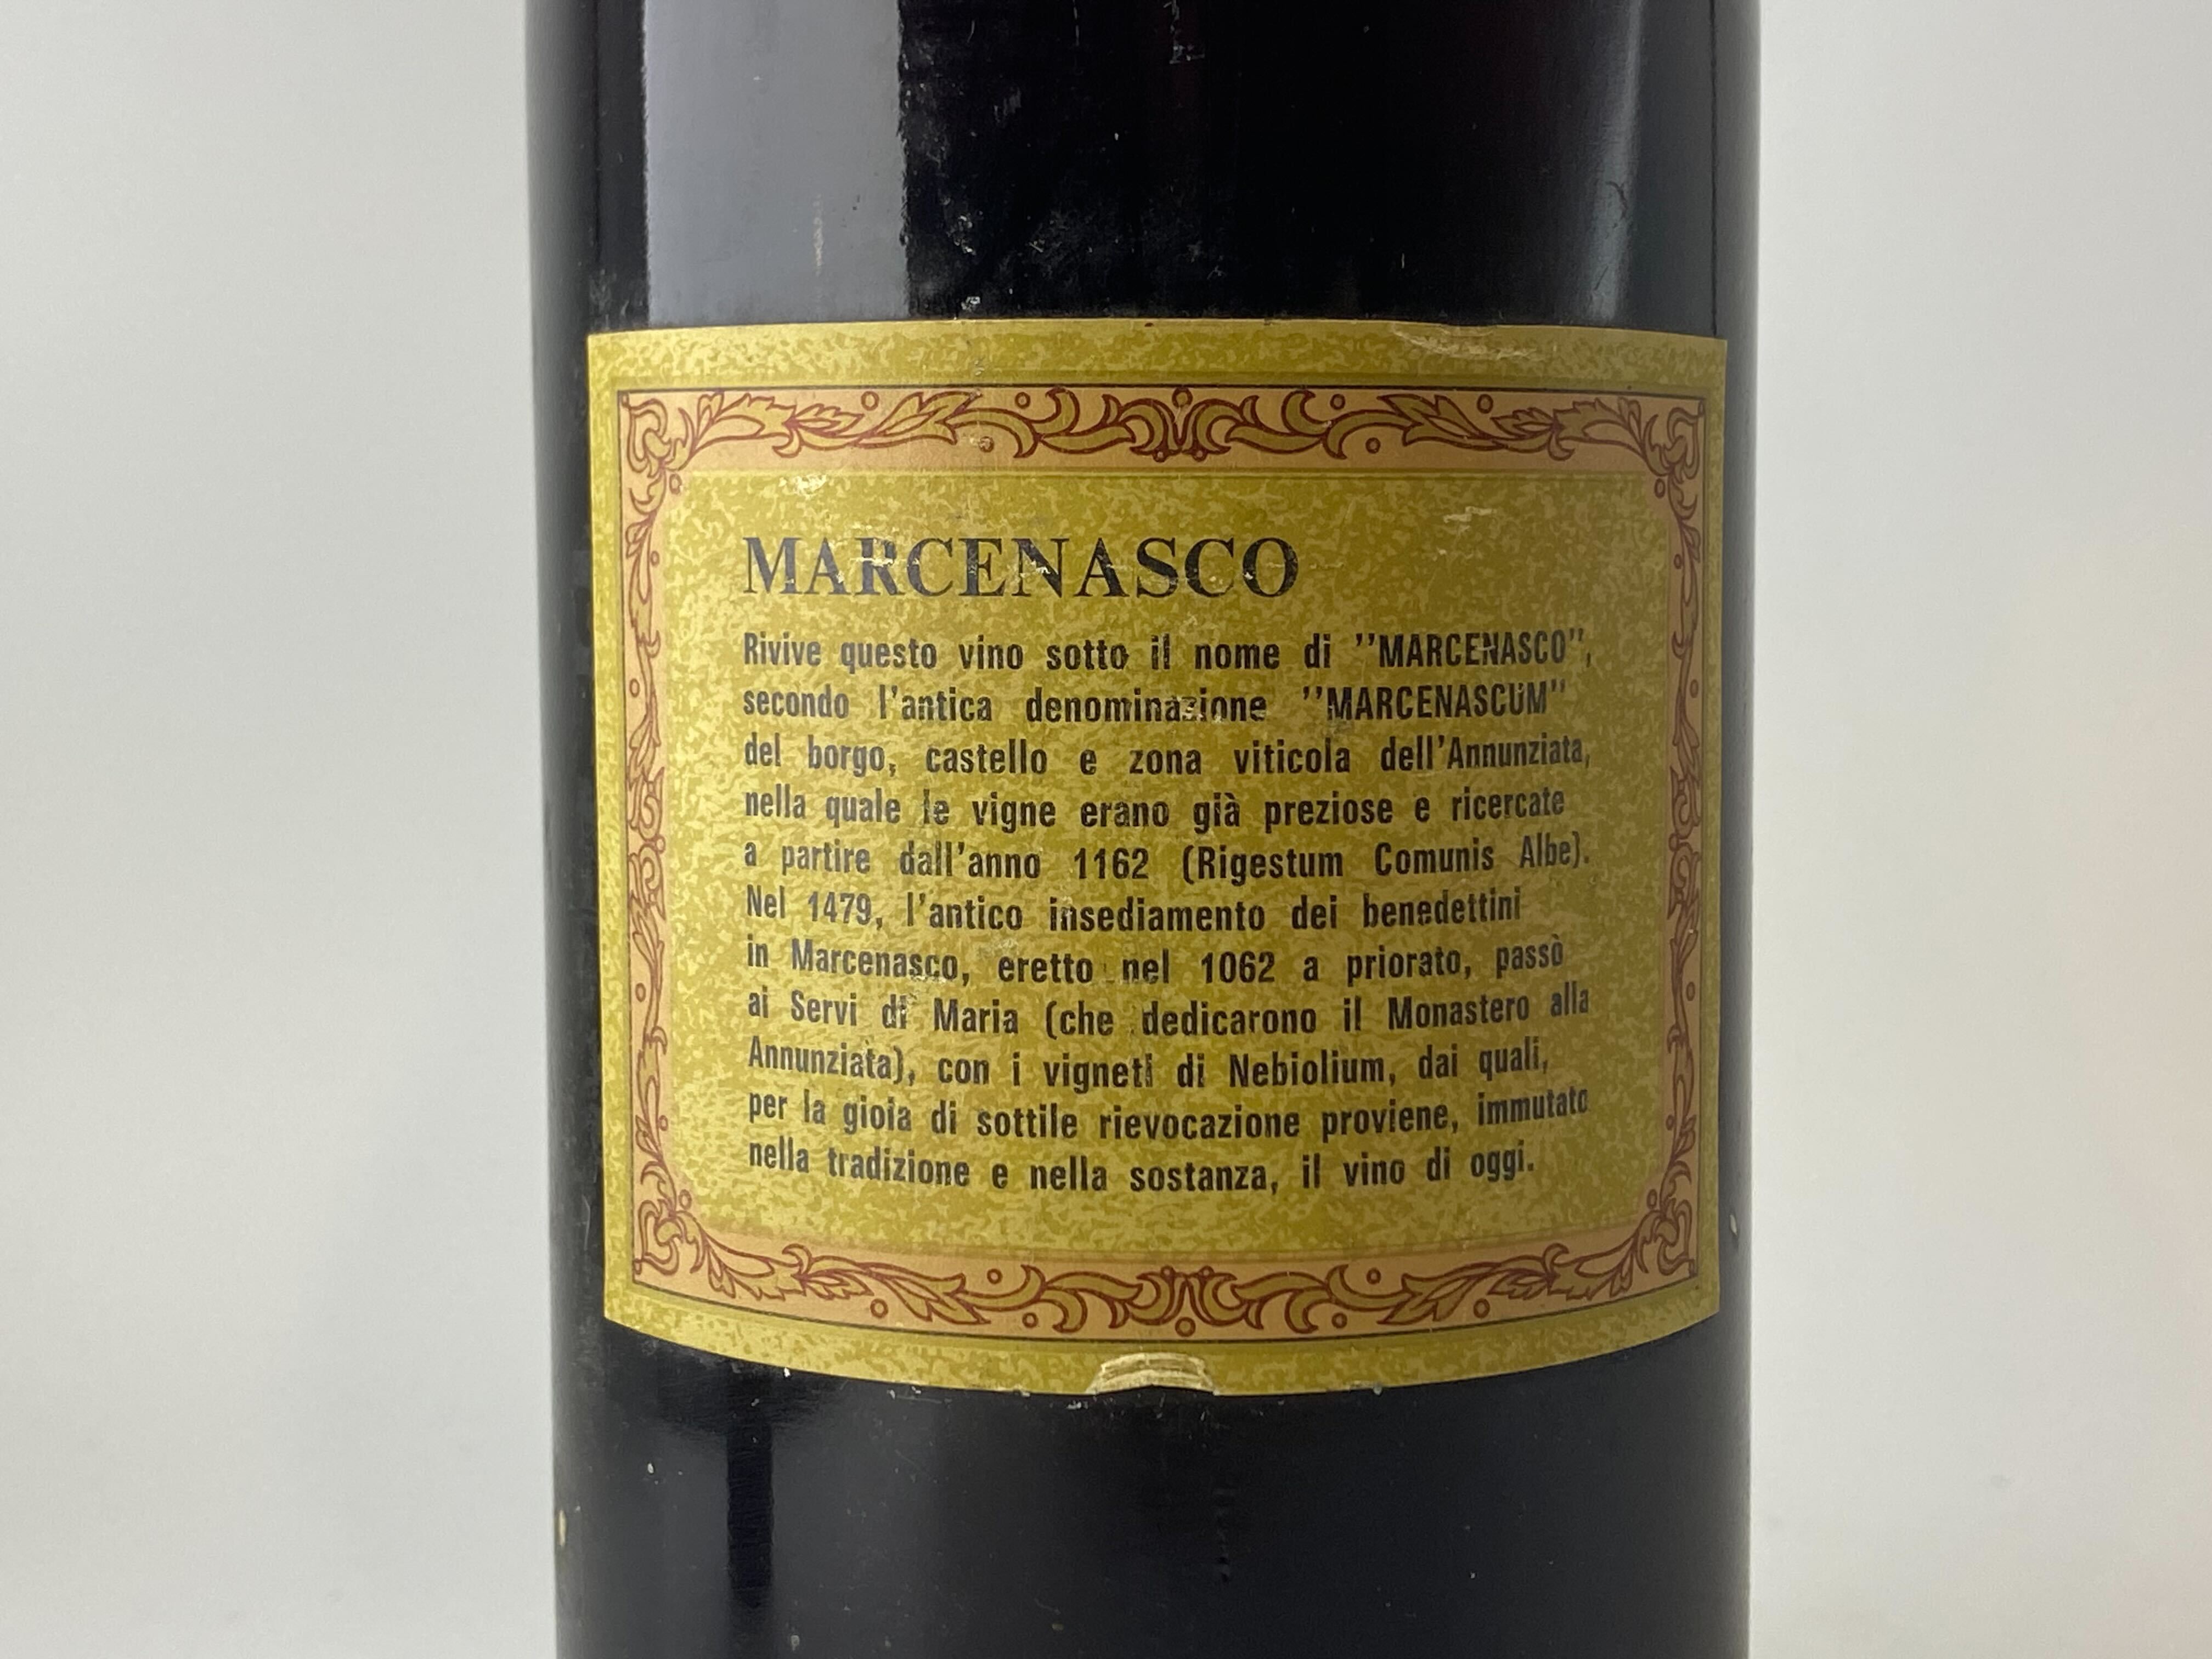 MARCENASCO
Rivive questo vino sotto il nome di "MARCENASCO",
secondo l'antica denominazione "MARCENASCUM"
del borgo, castello e zona viticola dell'Annunziata,
nella quale le vigne erano già preziose e ricercate
a partire dall'anno 1162 (Rigestum Comunis Albe).
Nel 1479, l'antico insediamento dei benedettini
in Marcenasco, eretto nel 1062 a priorato, passò
ai Servi di Maria (che dedicarono il Monastero alla
Annunziata), con i vigneti di Nebiolium, dai quali,
per la gioia di sottile rievocazione proviene, immutato
nella tradizione e nella sostanza, il vino di oggi.